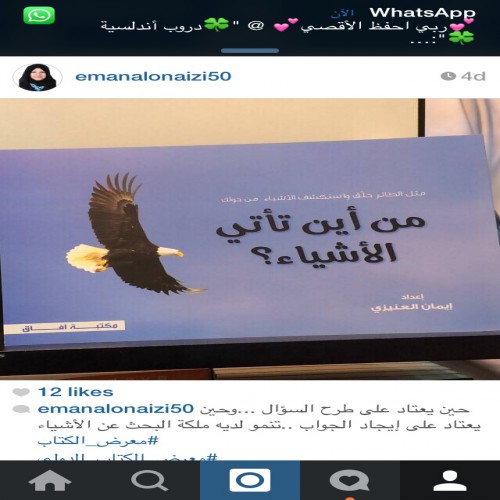 WhatsApp الآن
ربي احفظ الأقصى💕 @ "🍀دروب أندلسية
🍀":...
emanalonaizi50
4d
مثل الطائر حلّق واستكشف الأشياء من حولك
من أين تأتي
الأشياء؟
إعداد
إيمان العنيزي
مكتبة آفاق
12 likes
emanalonaizi50 حين يعتاد على طرح السؤال ...وحين
يعتاد على إيجاد الجواب ..تنمو لديه ملكة البحث عن الأشياء
#معرض_الكتاب
#معرض_الكتاب_الدولي